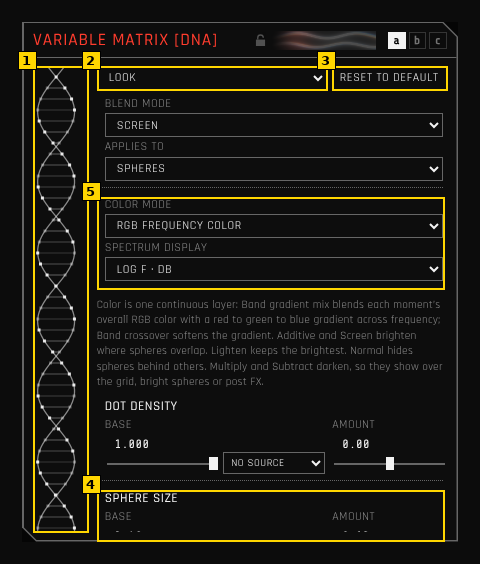 VARIABLE MATRIX [DNA]
a b c
1 2 3
LOOK
RESET TO DEFAULT
BLEND MODE
SCREEN
APPLIES TO
SPHERES
5
COLOR MODE
RGB FREQUENCY COLOR
SPECTRUM DISPLAY
LOG F · DB
Color is one continuous layer: Band gradient mix blends each moment's
overall RGB color with a red to green to blue gradient across frequency;
Band crossover softens the gradient. Additive and Screen brighten
where spheres overlap. Lighten keeps the brightest. Normal hides
spheres behind others. Multiply and Subtract darken, so they show over
the grid, bright spheres or post FX.
DOT DENSITY
BASE AMOUNT
1.000 0.00
NO SOURCE
4
SPHERE SIZE
BASE AMOUNT